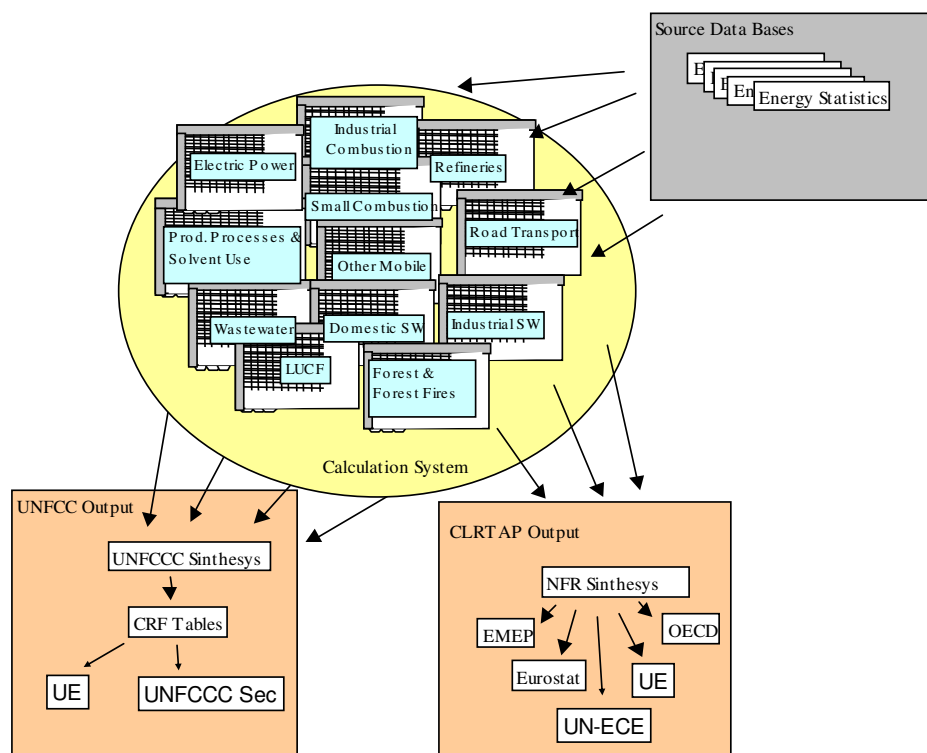 Source Data Bases
Energy Statistics
Industrial
Combustion
Electric Power
Refineries
Small Combustion
Road Transport
Prod. Processes &
Solvent Use
Other Mobile
Wastewater
Domestic SW
Industrial SW
LUCF
Forest &
Forest Fires
Calculation System
UNFCC Output
UNFCCC Sinthesys
CRF Tables
UE
UNFCCC Sec
CLRTAP Output
NFR Sinthesys
EMEP
OECD
Eurostat
UE
UN-ECE